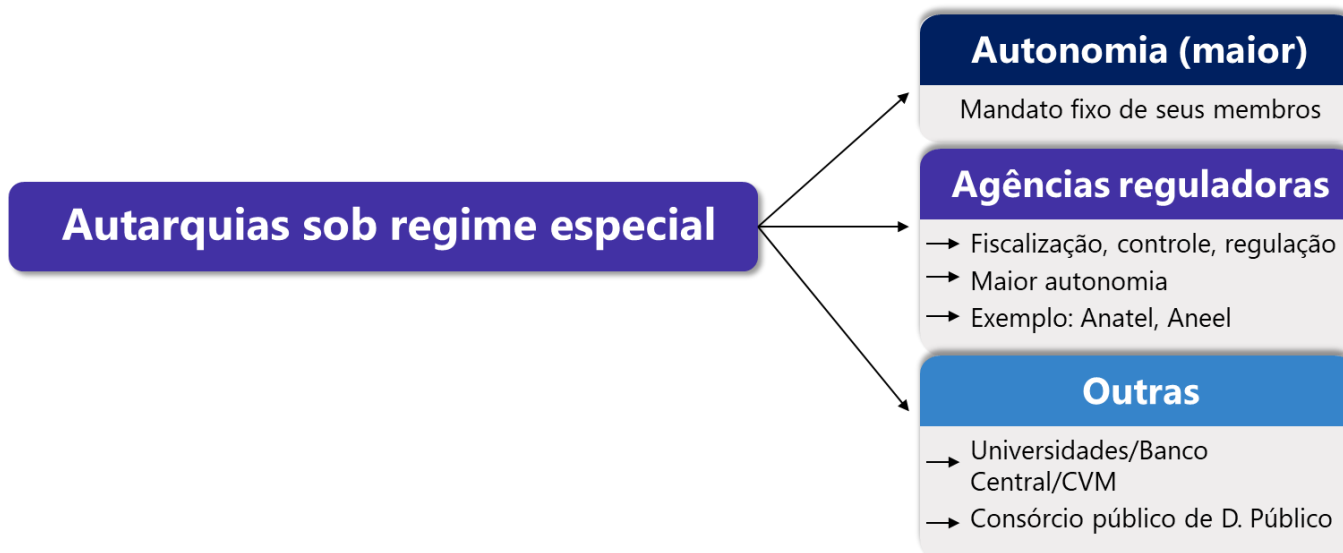 Autarquias sob regime especial
Autonomia (maior)
Mandato fixo de seus membros
Agências reguladoras
Fiscalização, controle, regulação
Maior autonomia
Exemplo: Anatel, Aneel
Outras
Universidades/Banco
Central/CVM
Consórcio público de D. Público